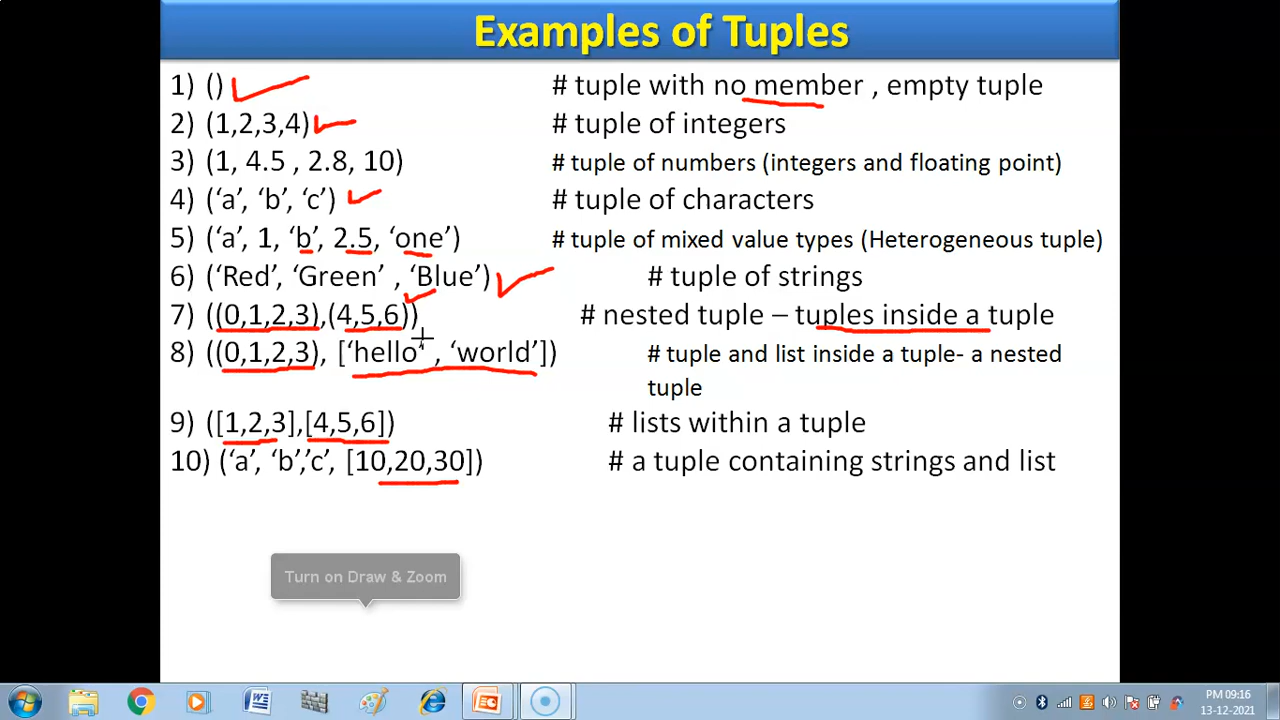 Examples of Tuples
1) () # tuple with no member , empty tuple
2) (1,2,3,4) # tuple of integers
3) (1, 4.5 , 2.8, 10) # tuple of numbers (integers and floating point)
4) (‘a’, ‘b’, ‘c’) # tuple of characters
5) (‘a’, 1, ‘b’, 2.5, ‘one’) # tuple of mixed value types (Heterogeneous tuple)
6) (‘Red’, ‘Green’ , ‘Blue’) # tuple of strings
7) ((0,1,2,3),(4,5,6)) # nested tuple – tuples inside a tuple
8) ((0,1,2,3), [‘hello’ , ‘world’]) # tuple and list inside a tuple- a nested
tuple
9) ([1,2,3],[4,5,6]) # lists within a tuple
10) (‘a’, ‘b’,’c’, [10,20,30]) # a tuple containing strings and list
Turn on Draw & Zoom
PM 09:16
13-12-2021